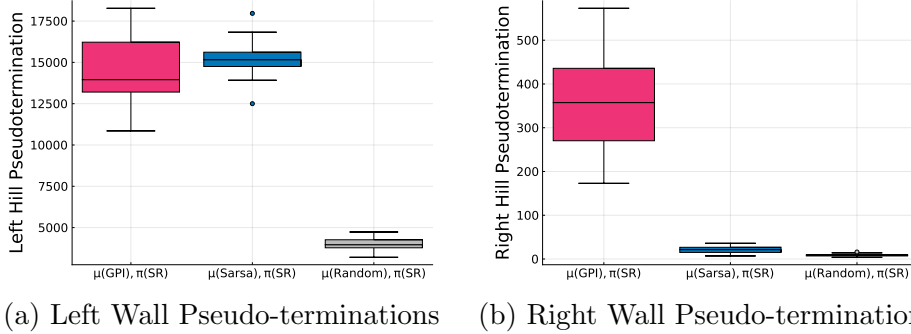 Left Hill Pseudotermination
17500
15000
12500
10000
7500
5000
μ(GPI), π(SR)
μ(Sarsa), π(SR)
μ(Random), π(SR)
(a) Left Wall Pseudo-terminations
Right Hill Pseudotermination
500
400
300
200
100
0
μ(GPI), π(SR)
μ(Sarsa), π(SR)
μ(Random), π(SR)
(b) Right Wall Pseudo-termination